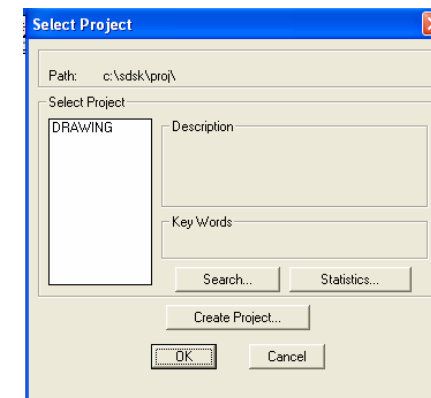 Select Project
Path: c:\sdsk\proj\
Select Project
DRAWING
Description
Key Words
Search... Statistics...
Create Project...
OK Cancel